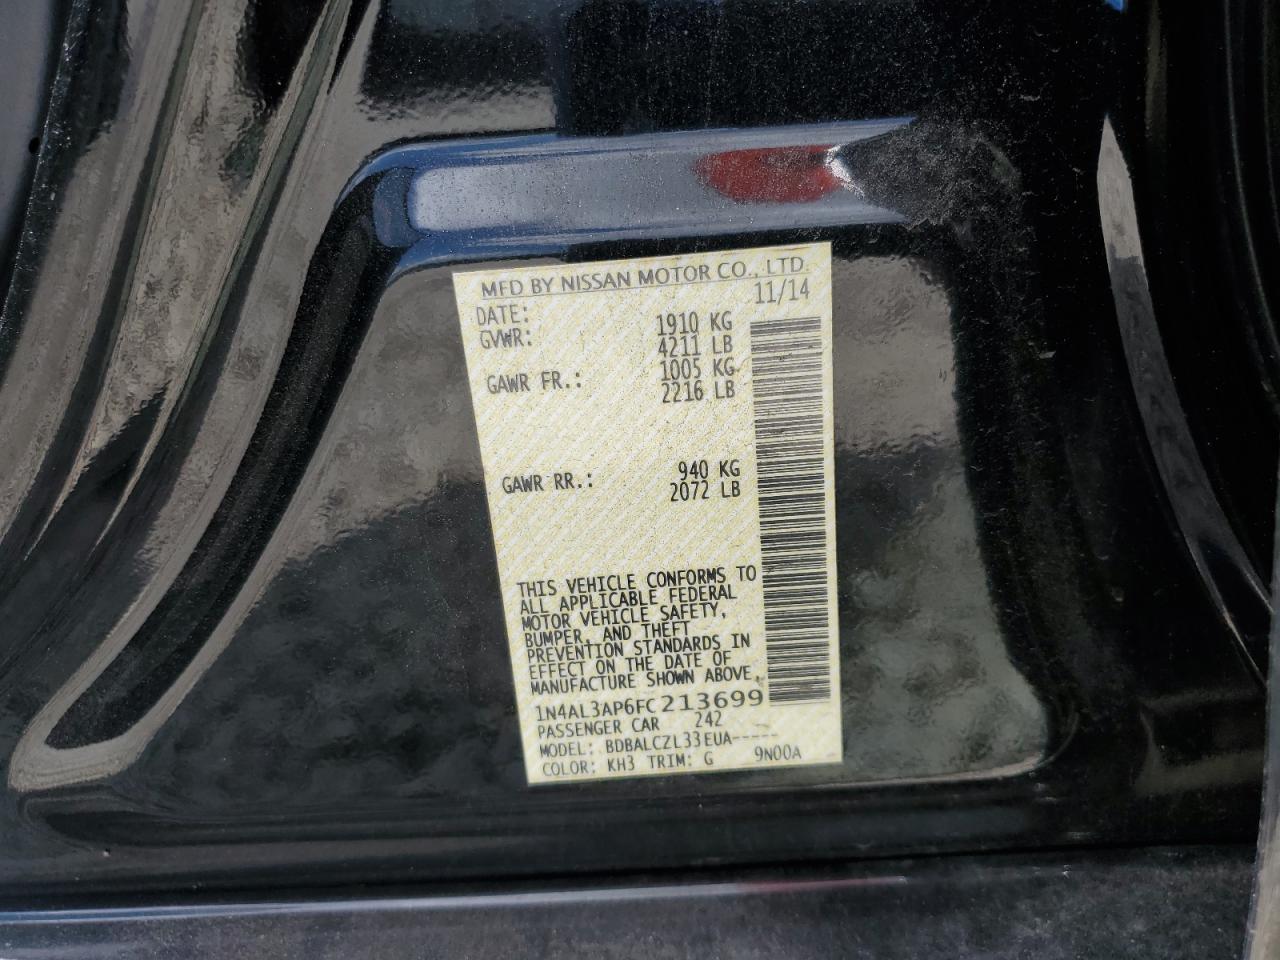 MFD BY NISSAN MOTOR CO., LTD.
DATE: 11/14
GVWR: 1910 KG
4211 LB
GAWR FR.: 1005 KG
2216 LB
GAWR RR.: 940 KG
2072 LB
THIS VEHICLE CONFORMS TO
ALL APPLICABLE FEDERAL
MOTOR VEHICLE SAFETY,
BUMPER, AND THEFT
PREVENTION STANDARDS IN
EFFECT ON THE DATE OF
MANUFACTURE SHOWN ABOVE.
1N4AL3AP6FC213699
PASSENGER CAR 242
MODEL: BDBALCZL33EUA-----
COLOR: KH3 TRIM: G 9N00A